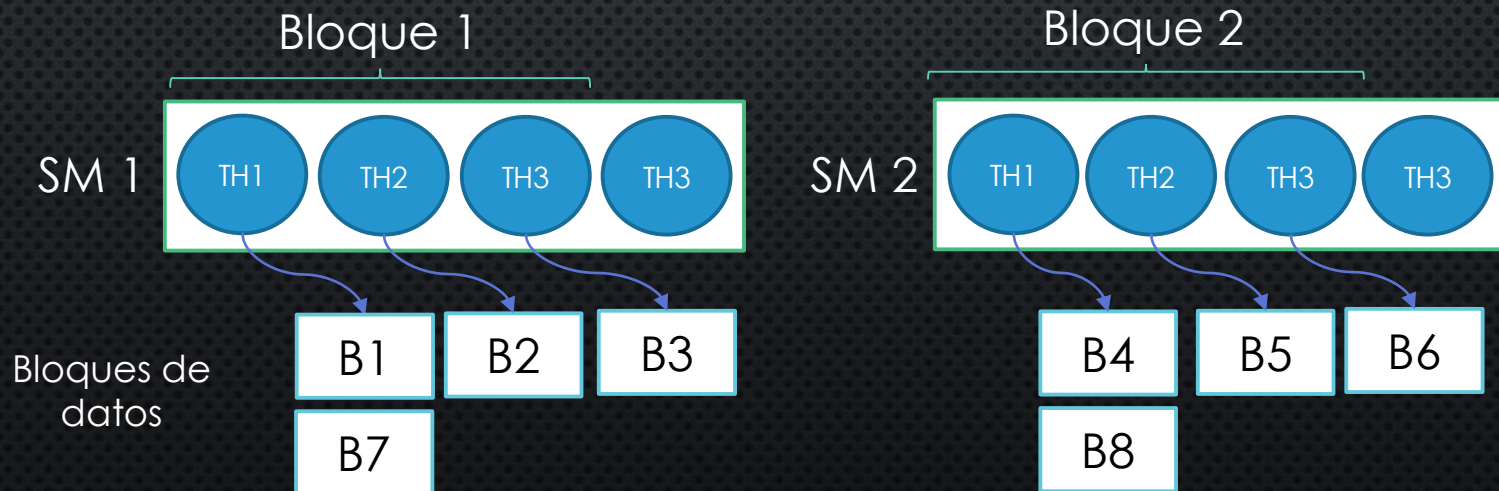 Bloque 1
Bloque 2
SM 1
TH1
TH2
TH3
TH3
SM 2
TH1
TH2
TH3
TH3
Bloques de
datos
B1
B2
B3
B4
B5
B6
B7
B8